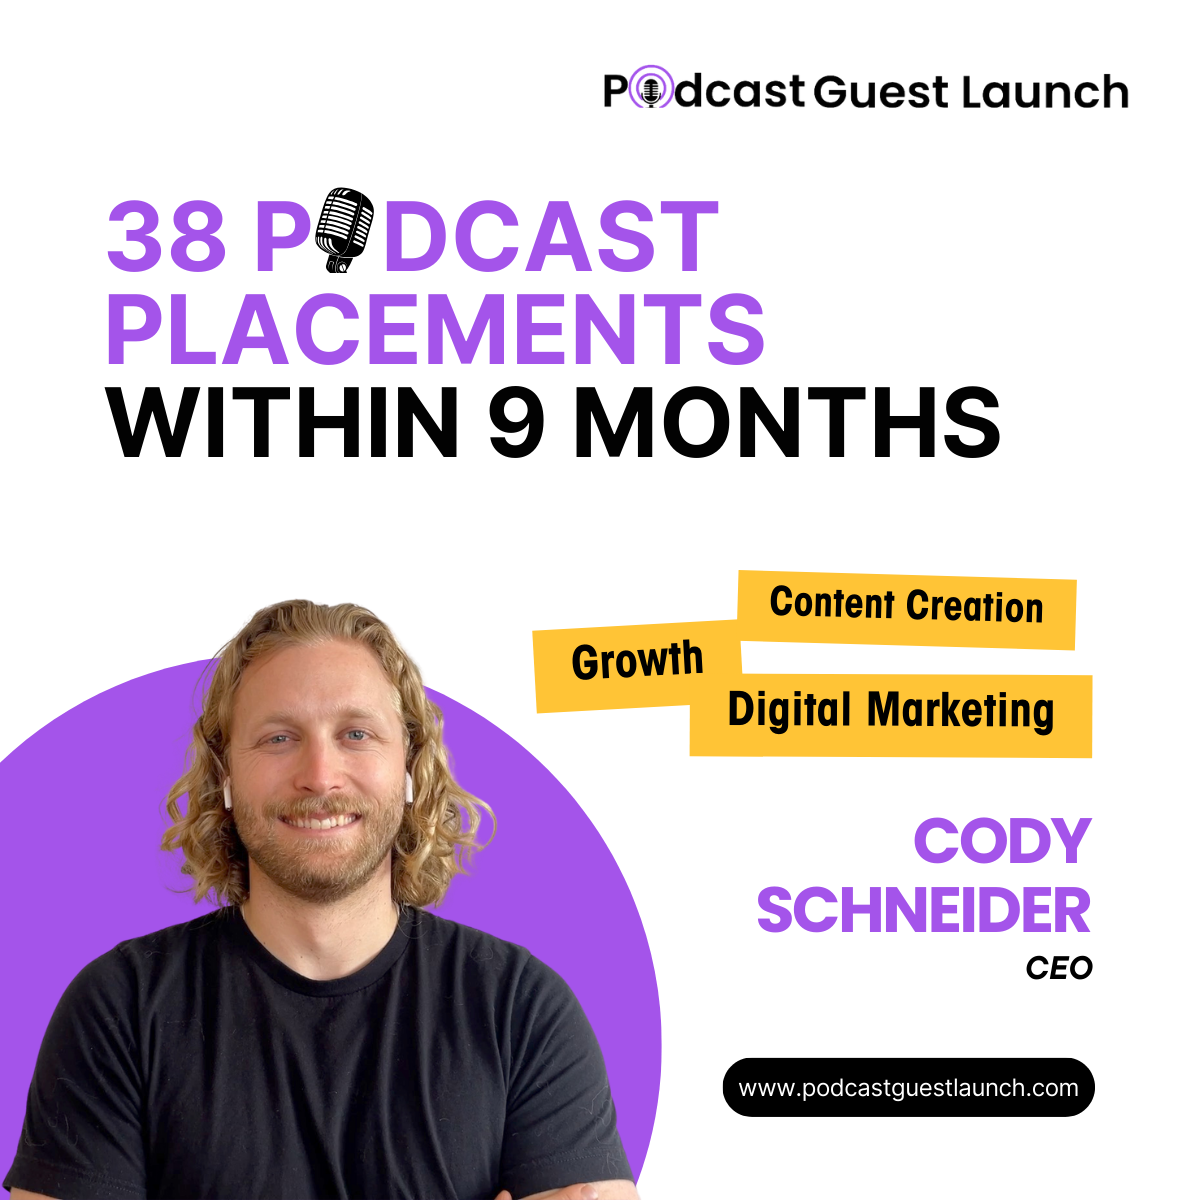 Podcast Guest Launch
38 PODCAST
PLACEMENTS
WITHIN 9 MONTHS
Content Creation
Growth
Digital Marketing
CODY
SCHNEIDER
CEO
www.podcastguestlaunch.com